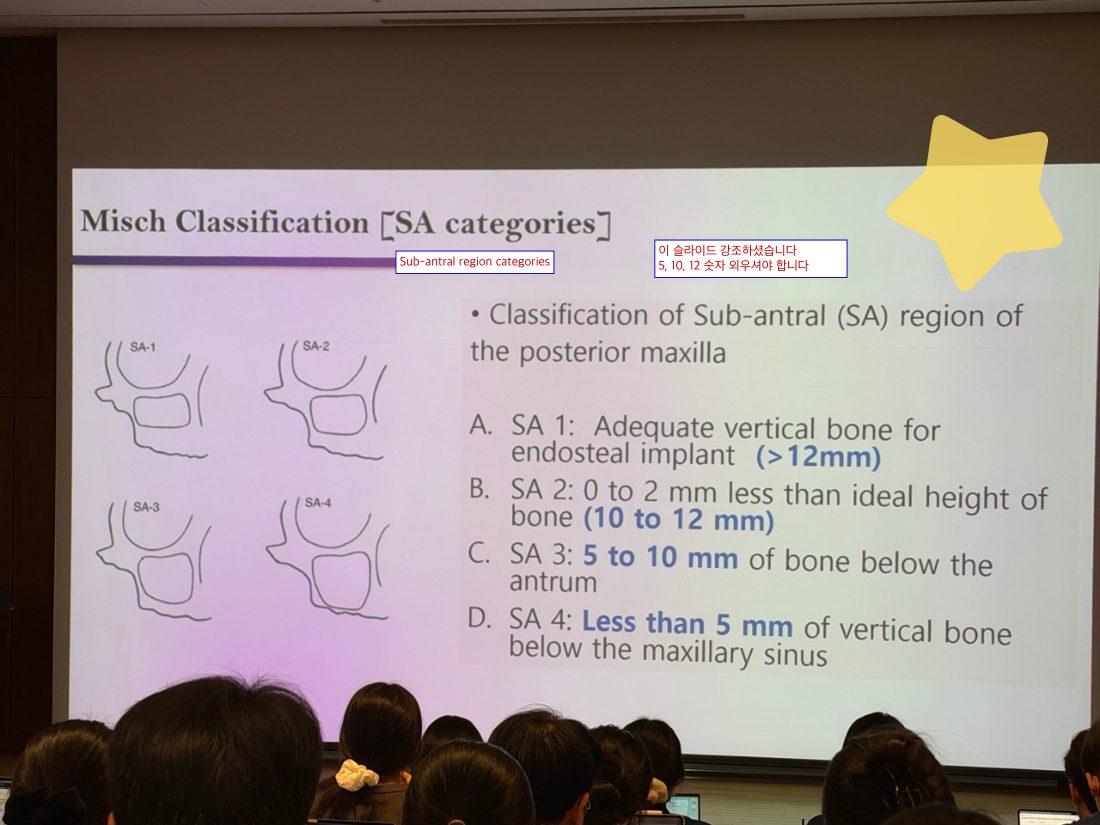 Misch Classification [SA categories]
Sub-antral region categories
이 슬라이드 강조하셨습니다
5, 10, 12 숫자 외우셔야 합니다
• Classification of Sub-antral (SA) region of
the posterior maxilla
SA-1
SA-2
SA-3
SA-4
A. SA 1: Adequate vertical bone for
endosteal implant (>12mm)
B. SA 2: 0 to 2 mm less than ideal height of
bone (10 to 12 mm)
C. SA 3: 5 to 10 mm of bone below the
antrum
D. SA 4: Less than 5 mm of vertical bone
below the maxillary sinus